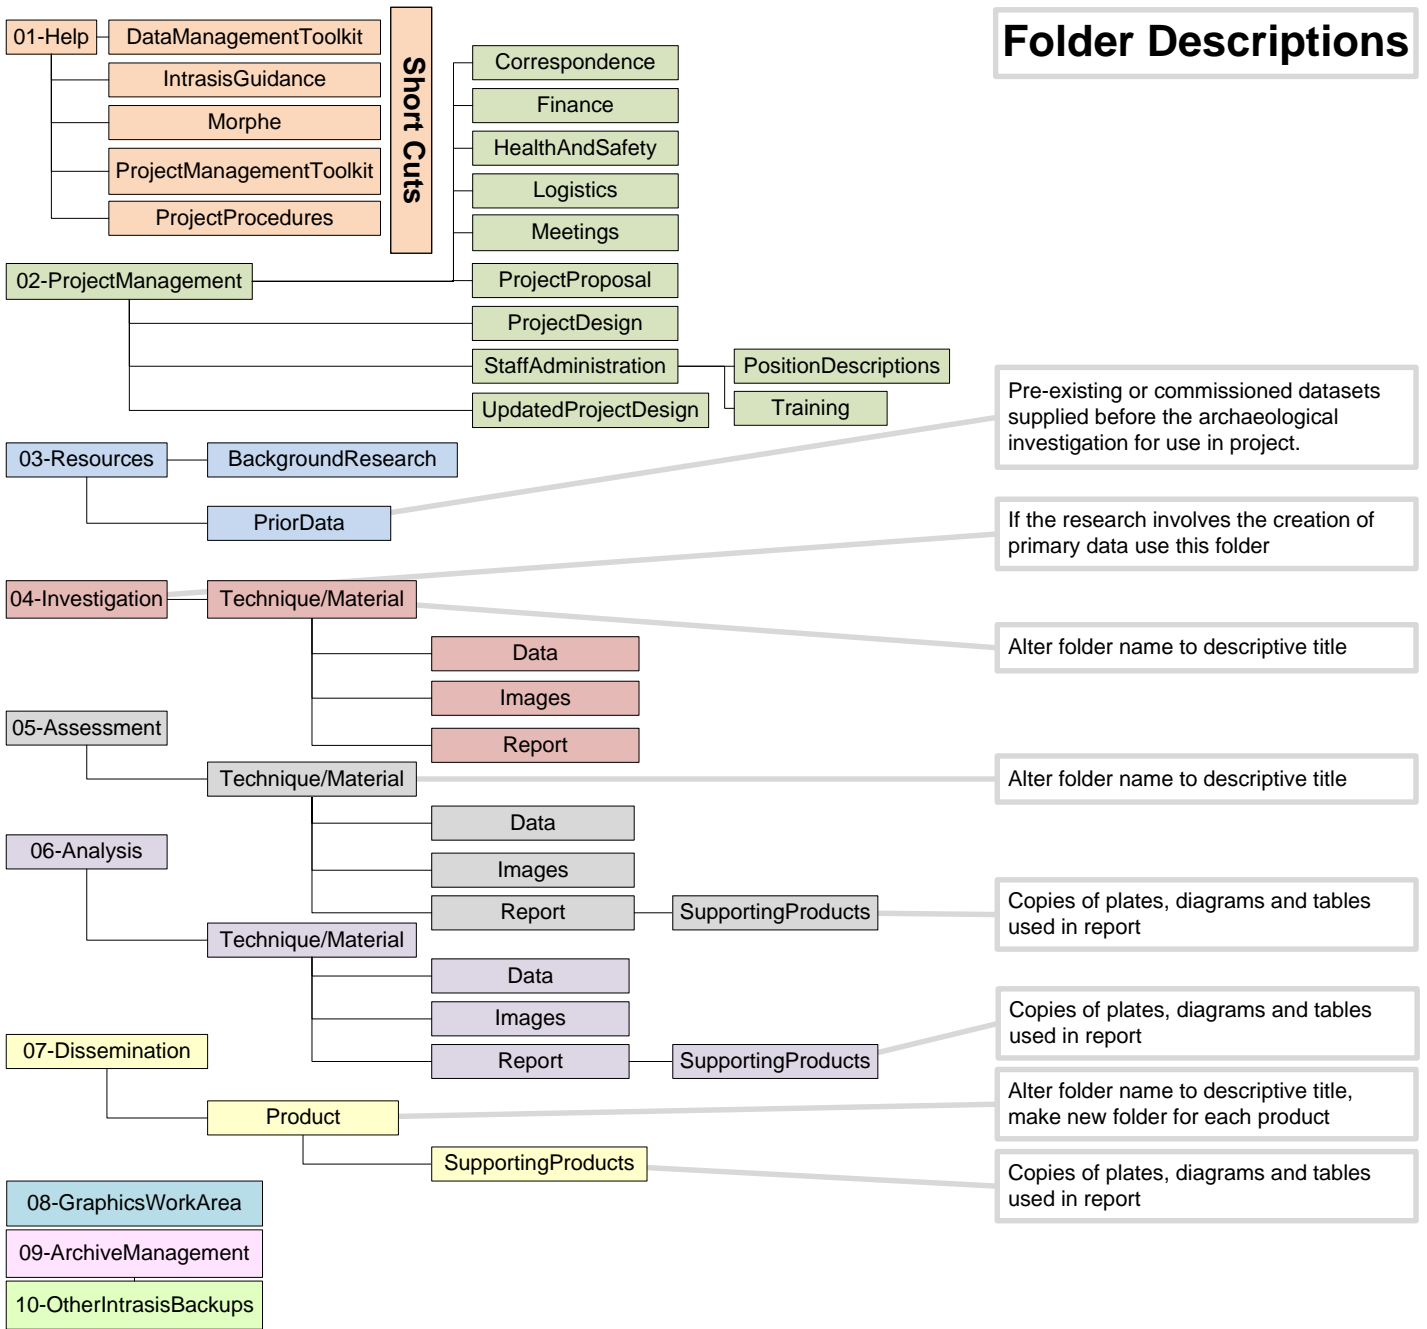 Folder Descriptions
01-Help
DataManagementToolkit
IntrasisGuidance
Morphe
ProjectManagementToolkit
ProjectProcedures
Short Cuts
02-ProjectManagement
Correspondence
Finance
HealthAndSafety
Logistics
Meetings
ProjectProposal
ProjectDesign
StaffAdministration
PositionDescriptions
Training
UpdatedProjectDesign
03-Resources
BackgroundResearch
PriorData
Pre-existing or commissioned datasets
supplied before the archaeological
investigation for use in project.
04-Investigation
If the research involves the creation of
primary data use this folder
Technique/Material
Alter folder name to descriptive title
Data
Images
Report
05-Assessment
Technique/Material
Alter folder name to descriptive title
Data
Images
Report
SupportingProducts
Copies of plates, diagrams and tables
used in report
06-Analysis
Technique/Material
Data
Images
Report
SupportingProducts
Copies of plates, diagrams and tables
used in report
07-Dissemination
Product
Alter folder name to descriptive title,
make new folder for each product
SupportingProducts
Copies of plates, diagrams and tables
used in report
08-GraphicsWorkArea
09-ArchiveManagement
10-OtherIntrasisBackups